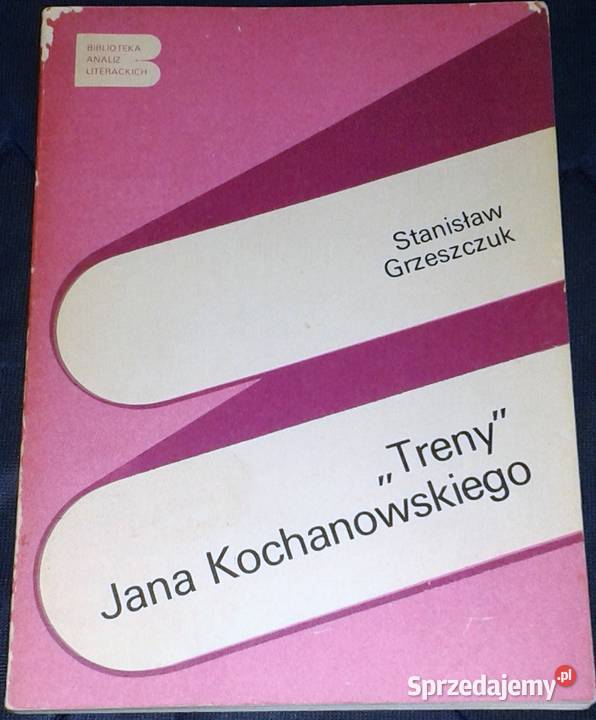 BIBLIOTEKA
ANALIZ
LITERACKICH
Stanisław
Grzeszczuk
„Treny”
Jana Kochanowskiego
Sprzedajemy.pl